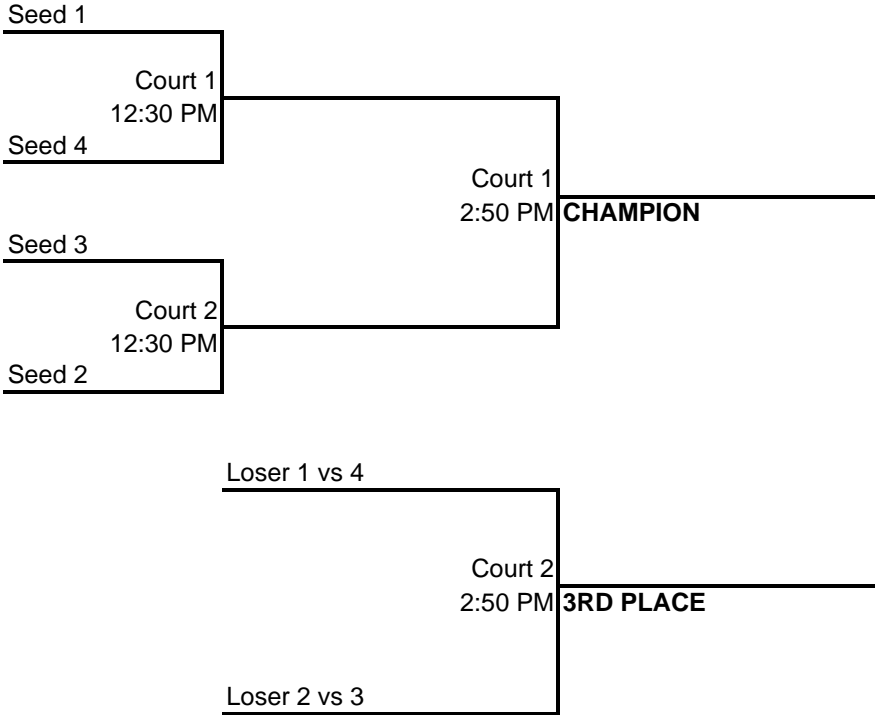 Seed 1
Court 1
12:30 PM
Seed 4
Court 1
2:50 PM CHAMPION
Seed 3
Court 2
12:30 PM
Seed 2
Loser 1 vs 4
Court 2
2:50 PM 3RD PLACE
Loser 2 vs 3